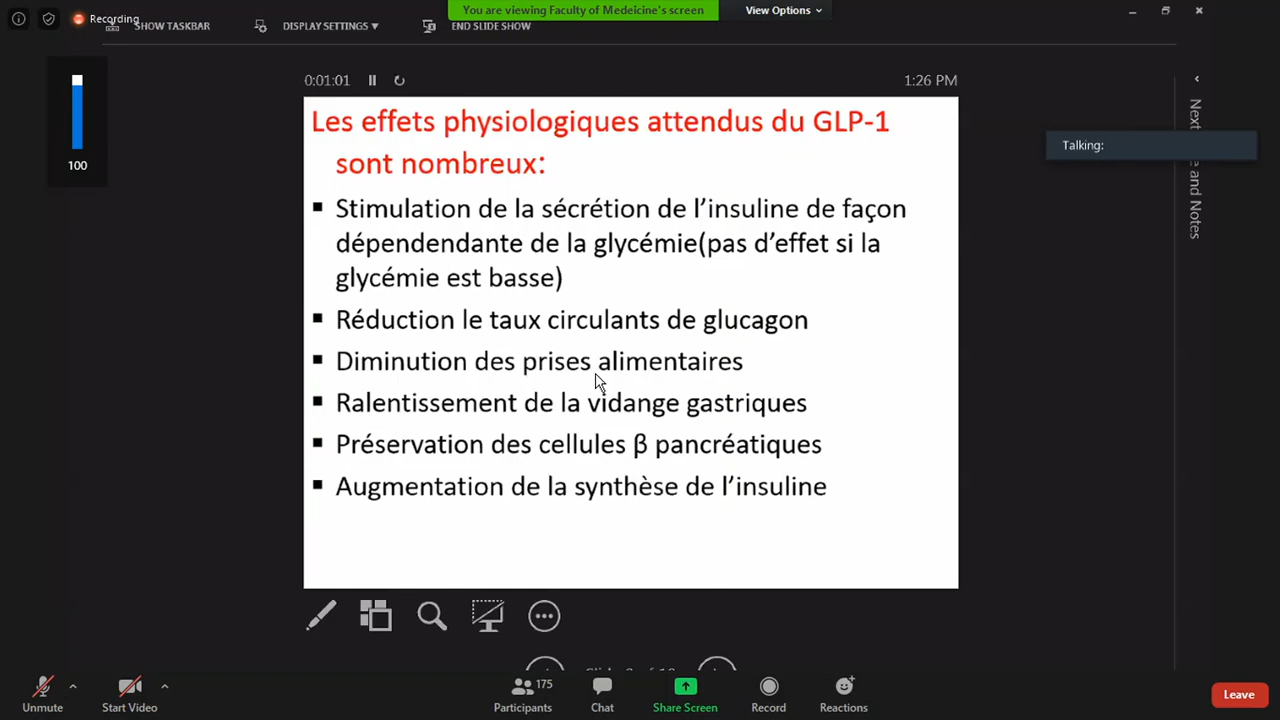 Recording
You are viewing Faculty of Medeicine's screen
View Options
SHOW TASKBAR
DISPLAY SETTINGS
END SLIDE SHOW
0:01:01
1:26 PM
100
Les effets physiologiques attendus du GLP-1
sont nombreux:
Stimulation de la sécrétion de l'insuline de façon
dépendendante de la glycémie(pas d'effet si la
glycémie est basse)
Réduction le taux circulants de glucagon
Diminution des prises alimentaires
Ralentissement de la vidange gastriques
Préservation des cellules β pancréatiques
Augmentation de la synthèse de l'insuline
Talking:
Next
and Notes
Unmute
Start Video
175
Participants
Chat
Share Screen
Record
Reactions
Leave